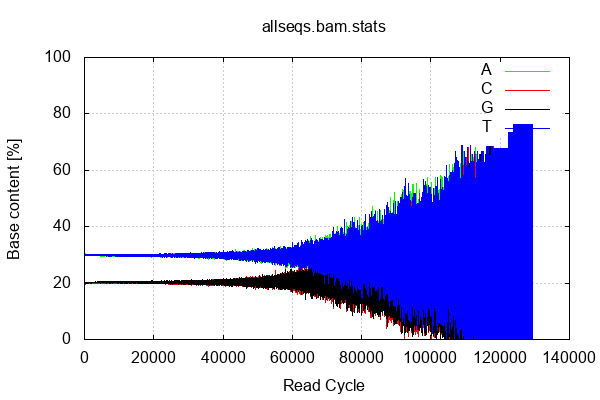 allseqs.bam.stats
100
80
60
40
20
0
Base content [%]
A
C
G
T
0 20000 40000 60000 80000 100000 120000 140000
Read Cycle